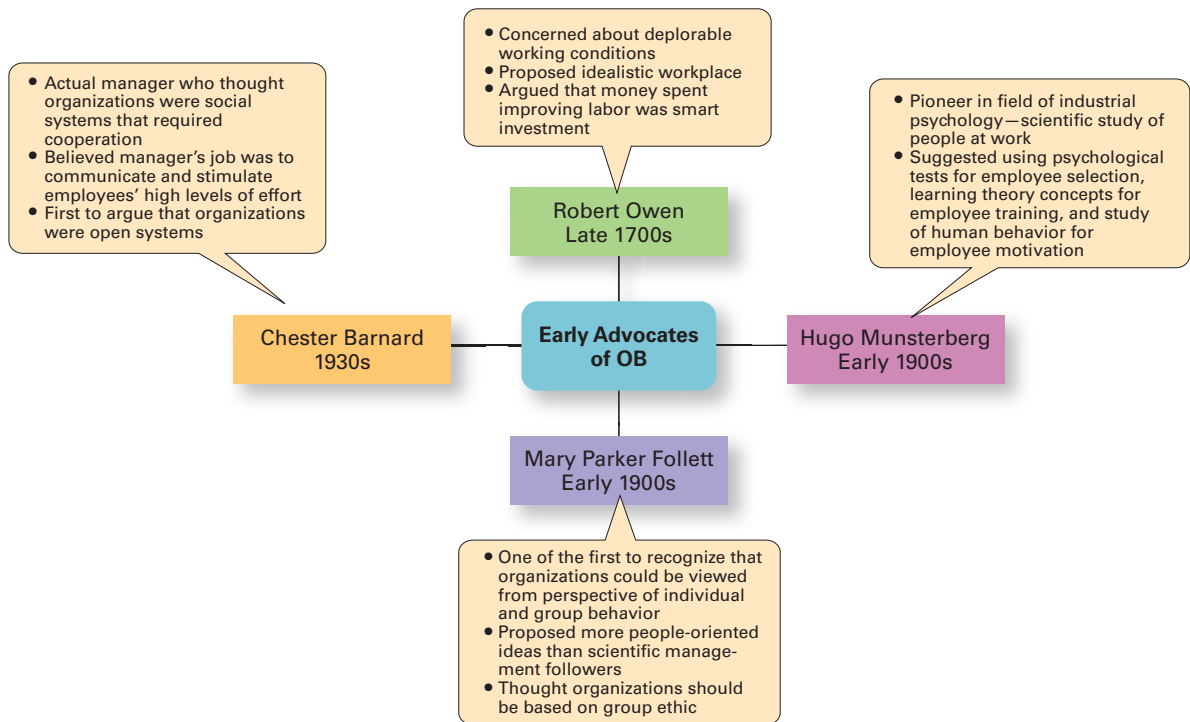 • Concerned about deplorable
working conditions
• Proposed idealistic workplace
• Argued that money spent
improving labor was smart
investment
• Actual manager who thought
organizations were social
systems that required
cooperation
• Believed manager's job was to
communicate and stimulate
employees' high levels of effort
• First to argue that organizations
were open systems
• Pioneer in field of industrial
psychology—scientific study of
people at work
• Suggested using psychological
tests for employee selection,
learning theory concepts for
employee training, and study
of human behavior for
employee motivation
Robert Owen
Late 1700s
Chester Barnard
1930s
Early Advocates
of OB
Hugo Munsterberg
Early 1900s
Mary Parker Follett
Early 1900s
• One of the first to recognize that
organizations could be viewed
from perspective of individual
and group behavior
• Proposed more people-oriented
ideas than scientific manage-
ment followers
• Thought organizations should
be based on group ethic